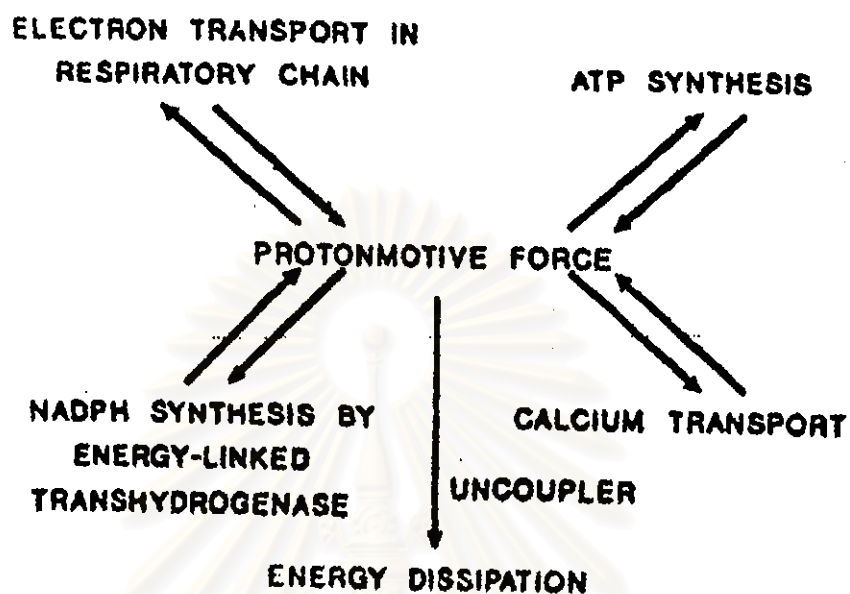 ELECTRON TRANSPORT IN
RESPIRATORY CHAIN
ATP SYNTHESIS
PROTONMOTIVE FORCE
NADPH SYNTHESIS BY
ENERGY-LINKED
TRANSHYDROGENASE
CALCIUM TRANSPORT
UNCOUPLER
ENERGY DISSIPATION